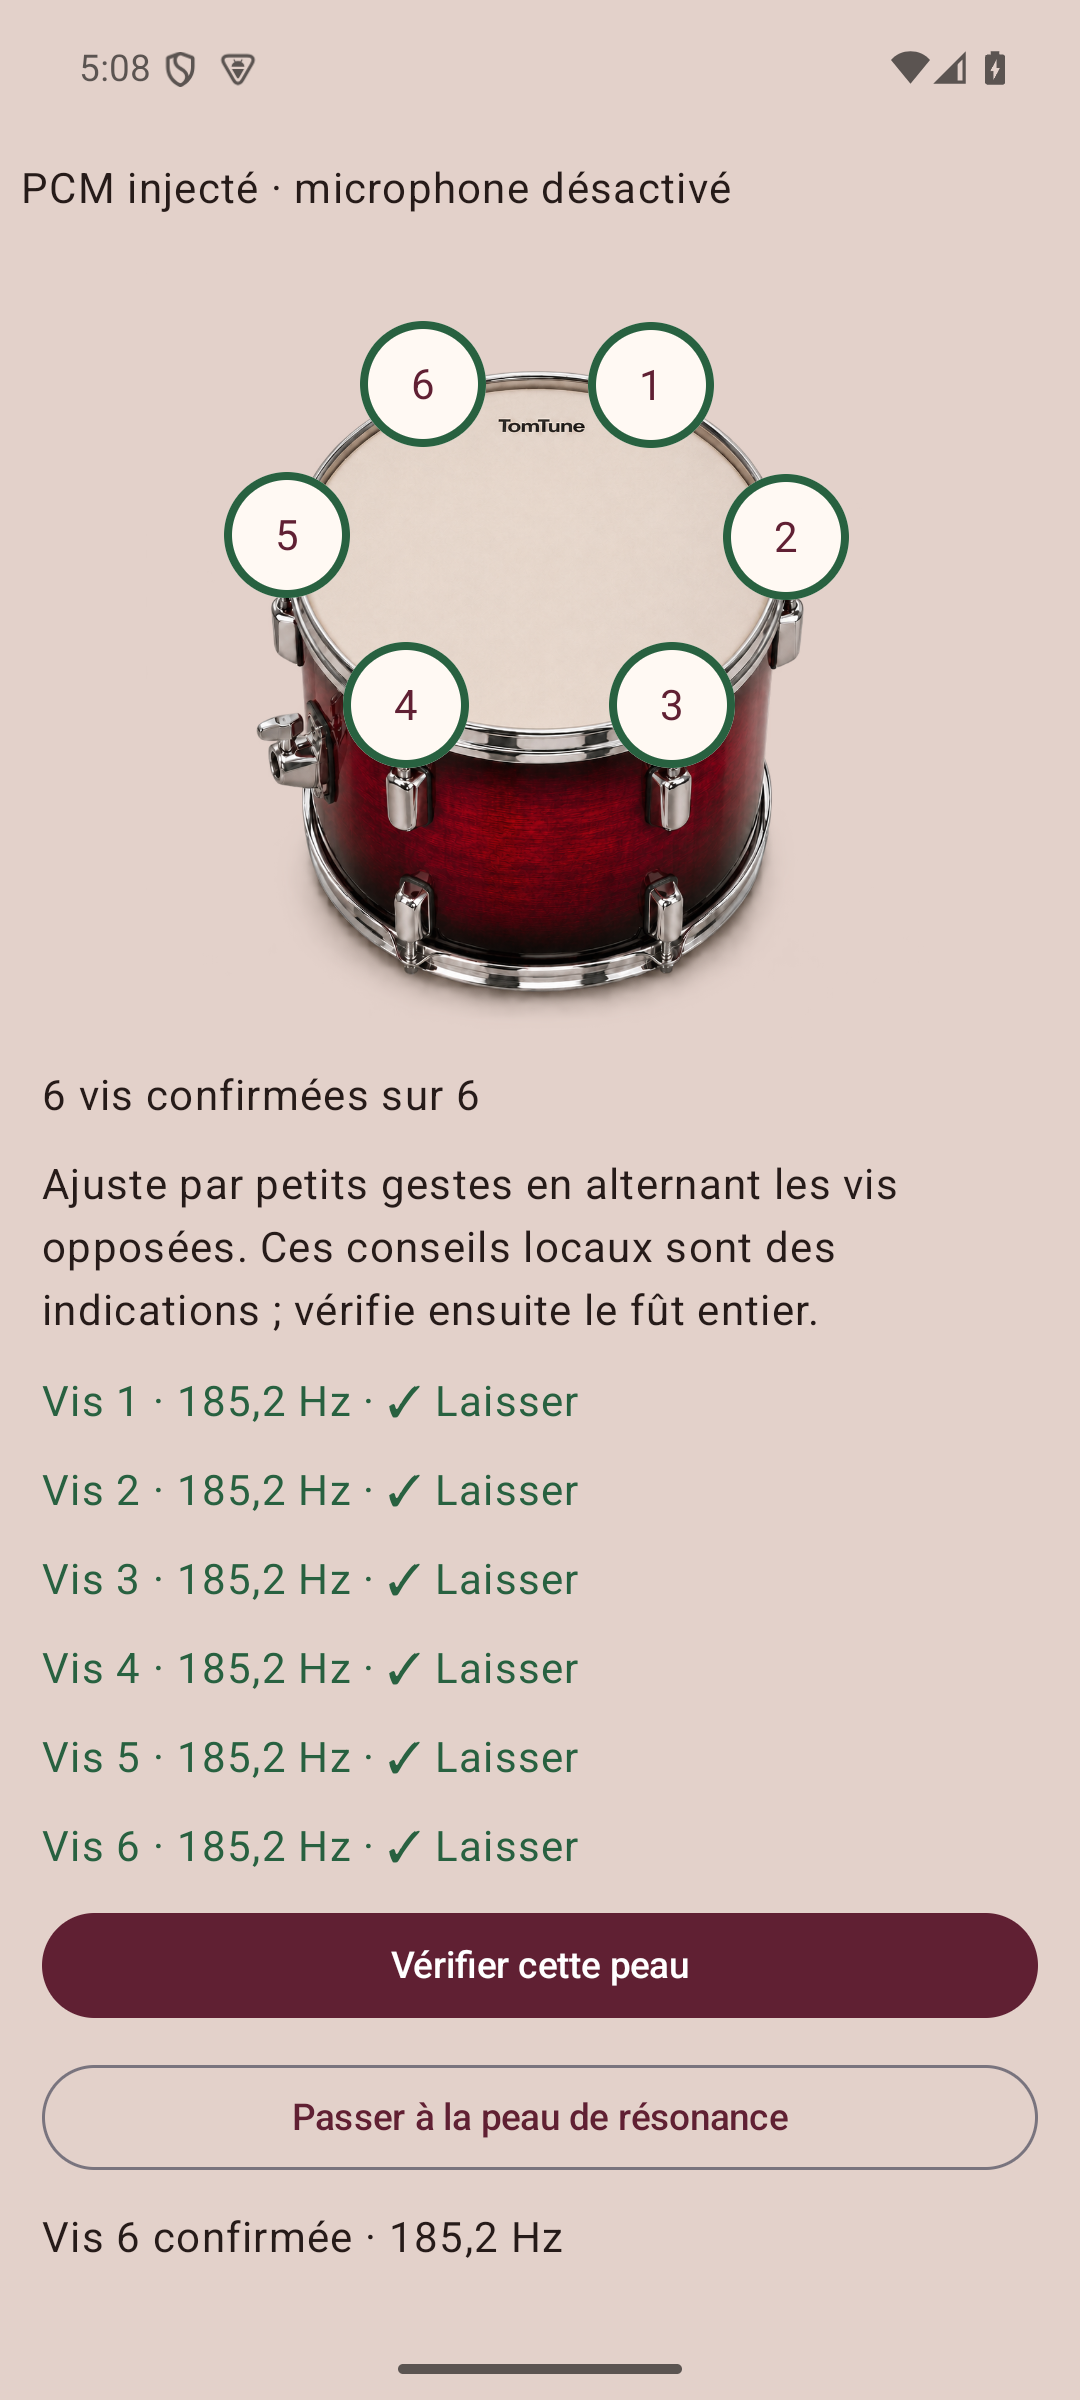 5:08
PCM injecté · microphone désactivé
6
1
TomTune
5
2
4
3
6 vis confirmées sur 6
Ajuste par petits gestes en alternant les vis
opposées. Ces conseils locaux sont des
indications ; vérifie ensuite le fût entier.
Vis 1 · 185,2 Hz · ✓ Laisser
Vis 2 · 185,2 Hz · ✓ Laisser
Vis 3 · 185,2 Hz · ✓ Laisser
Vis 4 · 185,2 Hz · ✓ Laisser
Vis 5 · 185,2 Hz · ✓ Laisser
Vis 6 · 185,2 Hz · ✓ Laisser
Vérifier cette peau
Passer à la peau de résonance
Vis 6 confirmée · 185,2 Hz